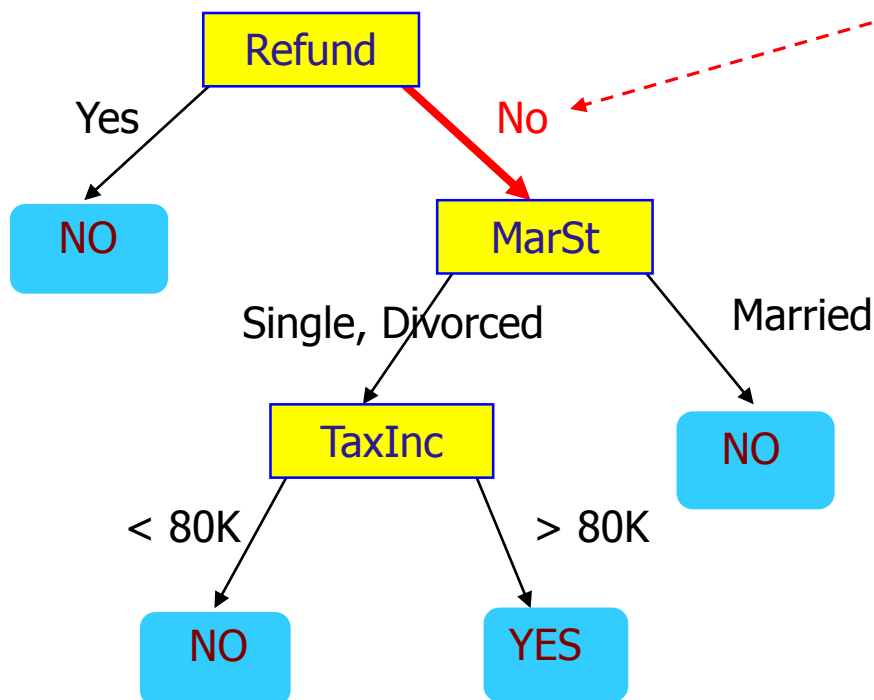 Refund
Yes
No
NO
MarSt
Single, Divorced
Married
TaxInc
NO
< 80K
> 80K
NO
YES